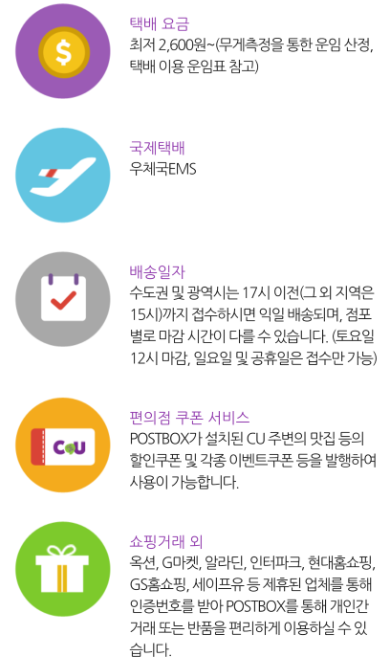 택배 요금
최저 2,600원~(무게측정을 통한 운임 산정,
택배 이용 운임표 참고)
국제택배
우체국EMS
배송일자
수도권 및 광역시는 17시 이전(그 외 지역은
15시)까지 접수하시면 익일 배송되며, 점포
별로 마감 시간이 다를 수 있습니다. (토요일
12시 마감, 일요일 및 공휴일은 접수만 가능)
CU
편의점 쿠폰 서비스
POSTBOX가 설치된 CU 주변의 맛집 등의
할인쿠폰 및 각종 이벤트쿠폰 등을 발행하여
사용이 가능합니다.
쇼핑거래 외
옥션, G마켓, 알라딘, 인터파크, 현대홈쇼핑,
GS홈쇼핑, 세이프유 등 제휴된 업체를 통해
인증번호를 받아 POSTBOX를 통해 개인간
거래 또는 반품을 편리하게 이용하실 수 있
습니다.